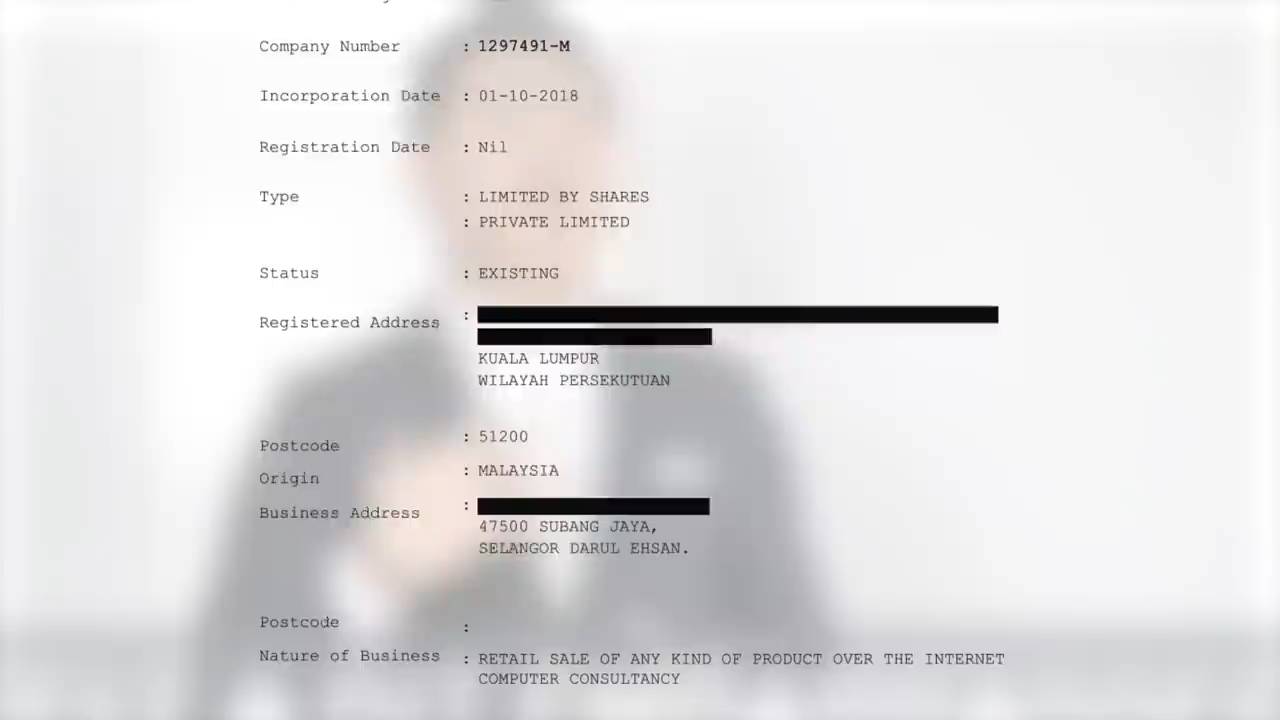 Company Number : 1297491-M
Incorporation Date : 01-10-2018
Registration Date : Nil
Type : LIMITED BY SHARES
: PRIVATE LIMITED
Status : EXISTING
Registered Address :
KUALA LUMPUR
WILAYAH PERSEKUTUAN
Postcode : 51200
Origin : MALAYSIA
Business Address :
47500 SUBANG JAYA,
SELANGOR DARUL EHSAN.
Postcode :
Nature of Business : RETAIL SALE OF ANY KIND OF PRODUCT OVER THE INTERNET
COMPUTER CONSULTANCY